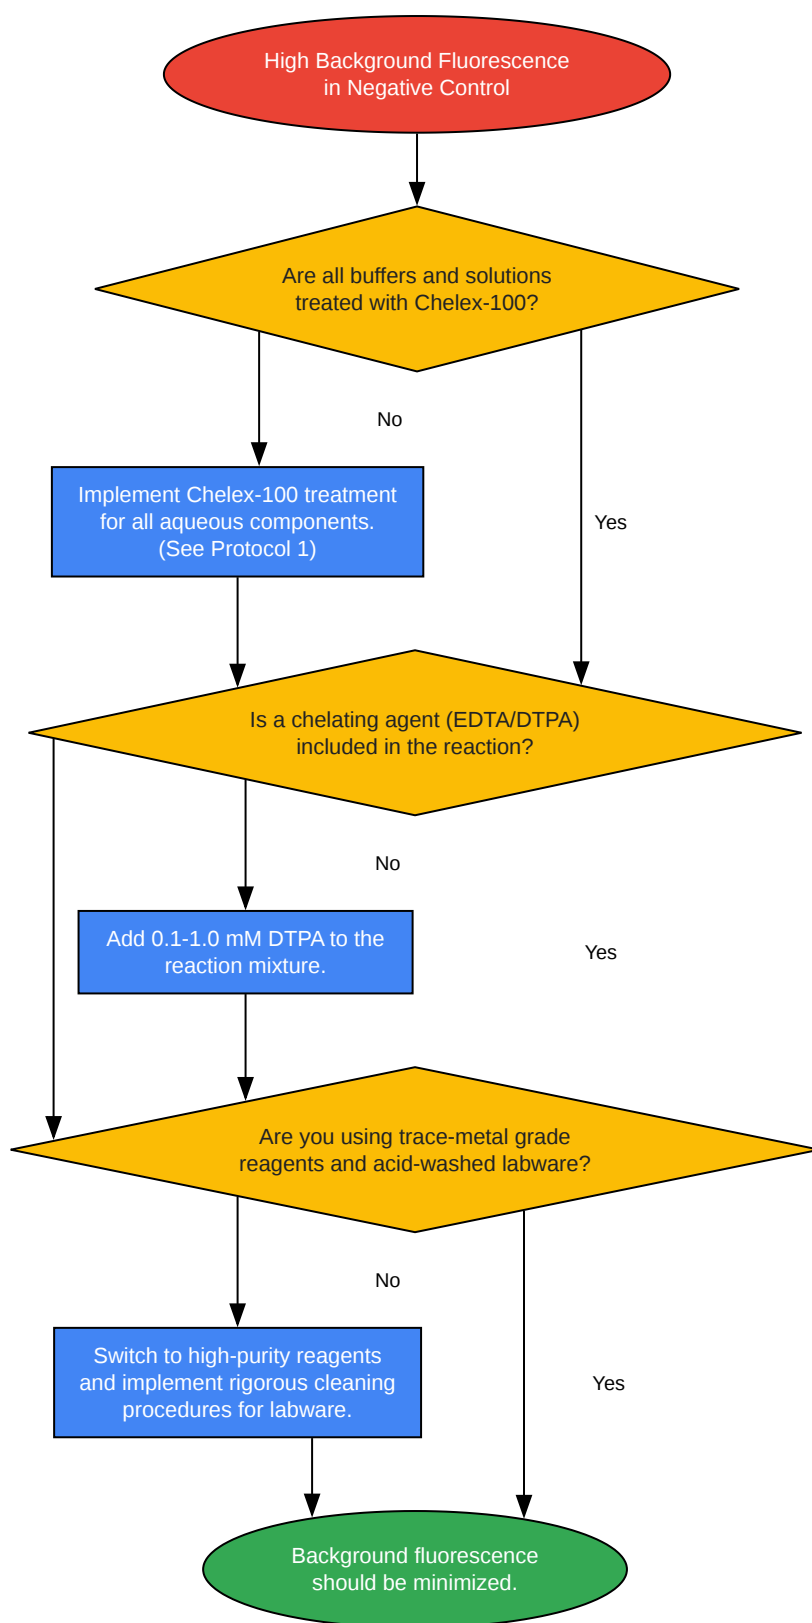 High Background Fluorescence
in Negative Control
Are all buffers and solutions
treated with Chelex-100?
No
Implement Chelex-100 treatment
for all aqueous components.
(See Protocol 1)
Yes
Is a chelating agent (EDTA/DTPA)
included in the reaction?
No
Add 0.1-1.0 mM DTPA to the
reaction mixture.
Yes
Are you using trace-metal grade
reagents and acid-washed labware?
No
Switch to high-purity reagents
and implement rigorous cleaning
procedures for labware.
Yes
Background fluorescence
should be minimized.